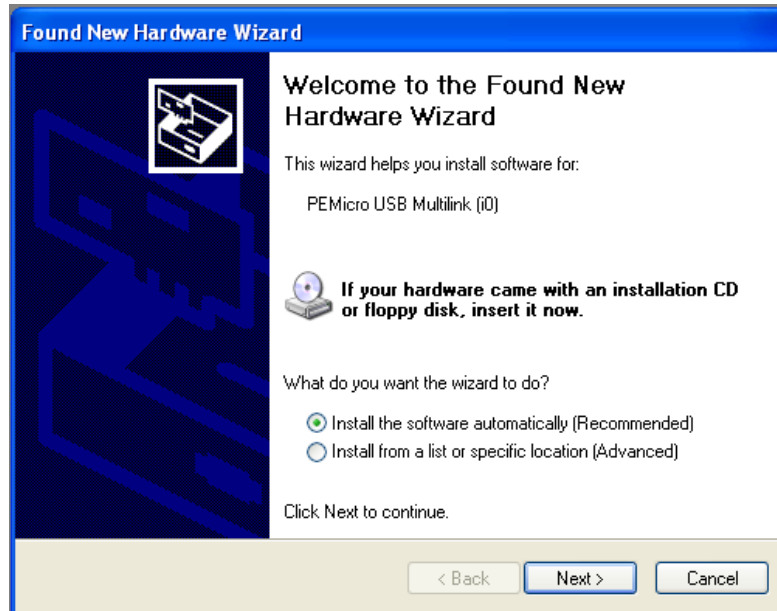 Found New Hardware Wizard
Welcome to the Found New
Hardware Wizard
This wizard helps you install software for:
PEMicro USB Multilink (i0)
If your hardware came with an installation CD
or floppy disk, insert it now.
What do you want the wizard to do?
Install the software automatically (Recommended)
Install from a list or specific location (Advanced)
Click Next to continue.
< Back
Next >
Cancel